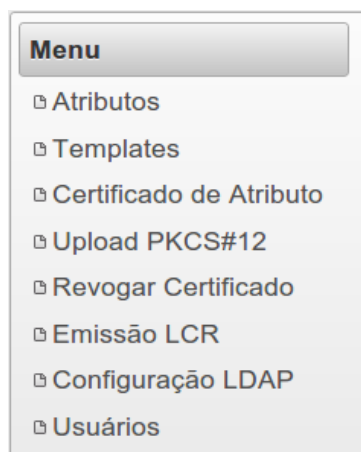 Menu
Atributos
Templates
Certificado de Atributo
Upload PKCS#12
Revogar Certificado
Emissão LCR
Configuração LDAP
Usuários